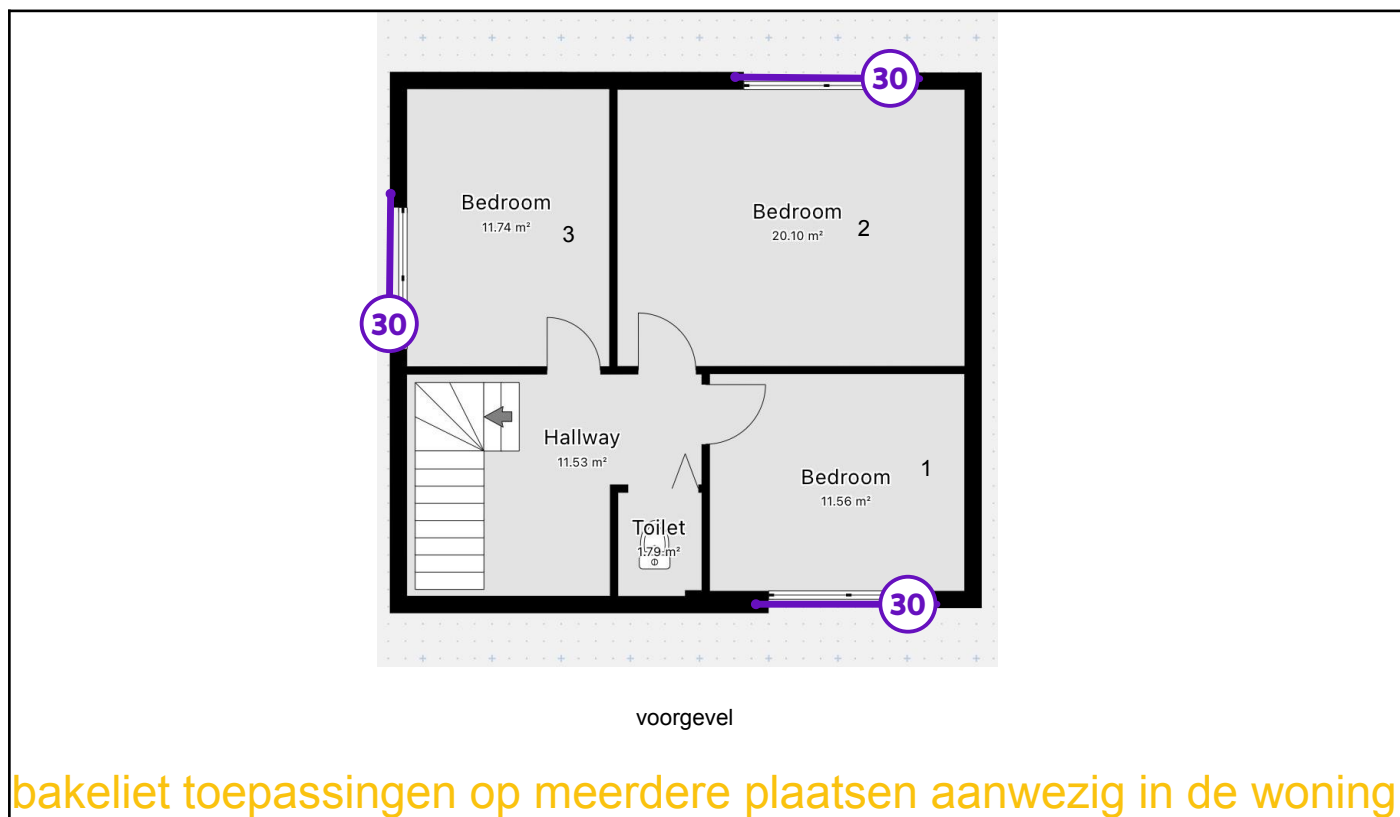 30
Bedroom
11.74 m²
3
Bedroom
20.10 m²
2
30
Hallway
11.53 m²
Bedroom
11.56 m²
1
Toilet
1.79 m²
30
voorgevel
bakeliet toepassingen op meerdere plaatsen aanwezig in de woning